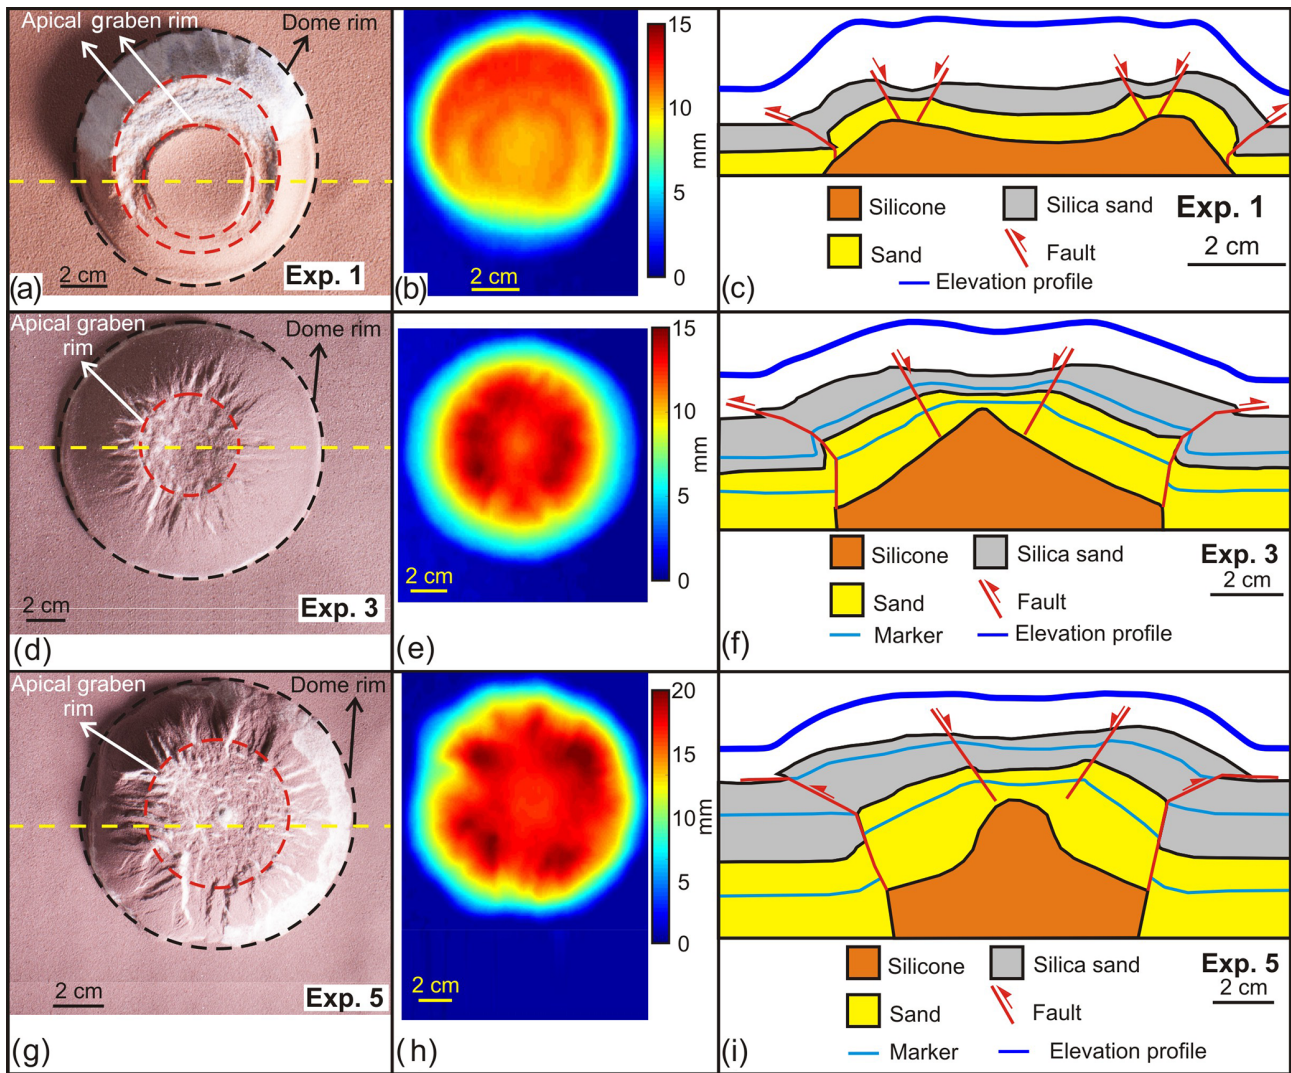 Apical graben rim
Dome rim
2 cm
Exp. 1
(a)
15
10
5
0
mm
2 cm
(b)
Silicone
Silica sand
Exp. 1
Sand
Fault
2 cm
Elevation profile
(c)
Apical graben
rim
Dome rim
2 cm
Exp. 3
(d)
15
10
5
0
mm
2 cm
(e)
Silicone
Silica sand
Exp. 3
2 cm
Sand
Fault
Marker
Elevation profile
(f)
Apical graben
rim
Dome rim
2 cm
Exp. 5
(g)
20
15
10
5
0
mm
2 cm
(h)
Silicone
Silica sand
Exp. 5
2 cm
Sand
Fault
Marker
Elevation profile
(i)